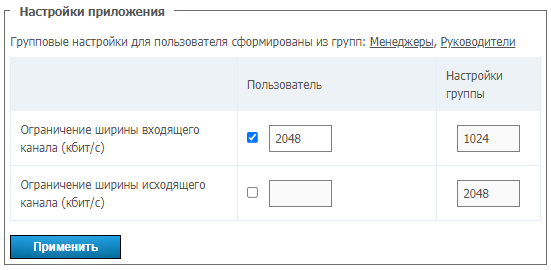 Настройки приложения
Групповые настройки для пользователя сформированы из групп: Менеджеры, Руководители
Пользователь
Настройки
группы
Ограничение ширины входящего
канала (кбит/с)
2048
1024
Ограничение ширины исходящего
канала (кбит/с)
2048
Применить